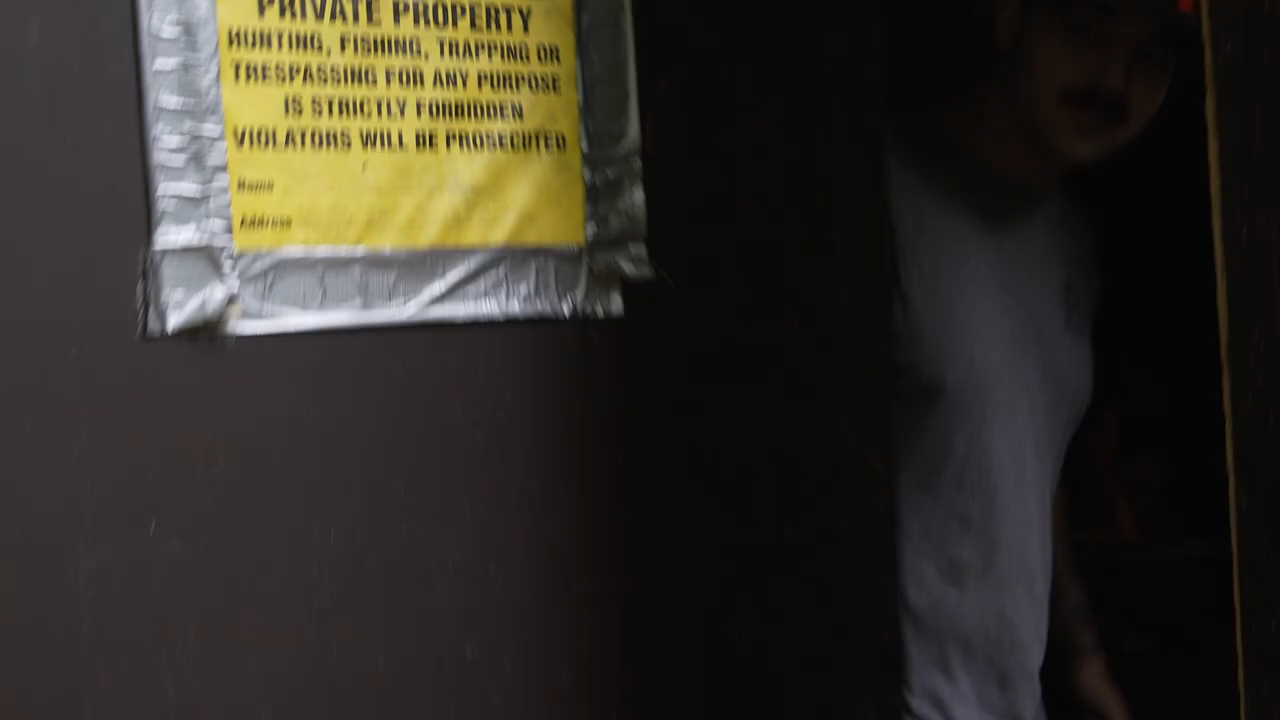 PRIVATE PROPERTY
HUNTING, FISHING, TRAPPING OR
TRESPASSING FOR ANY PURPOSE
IS STRICTLY FORBIDDEN
VIOLATORS WILL BE PROSECUTED
Name
Address